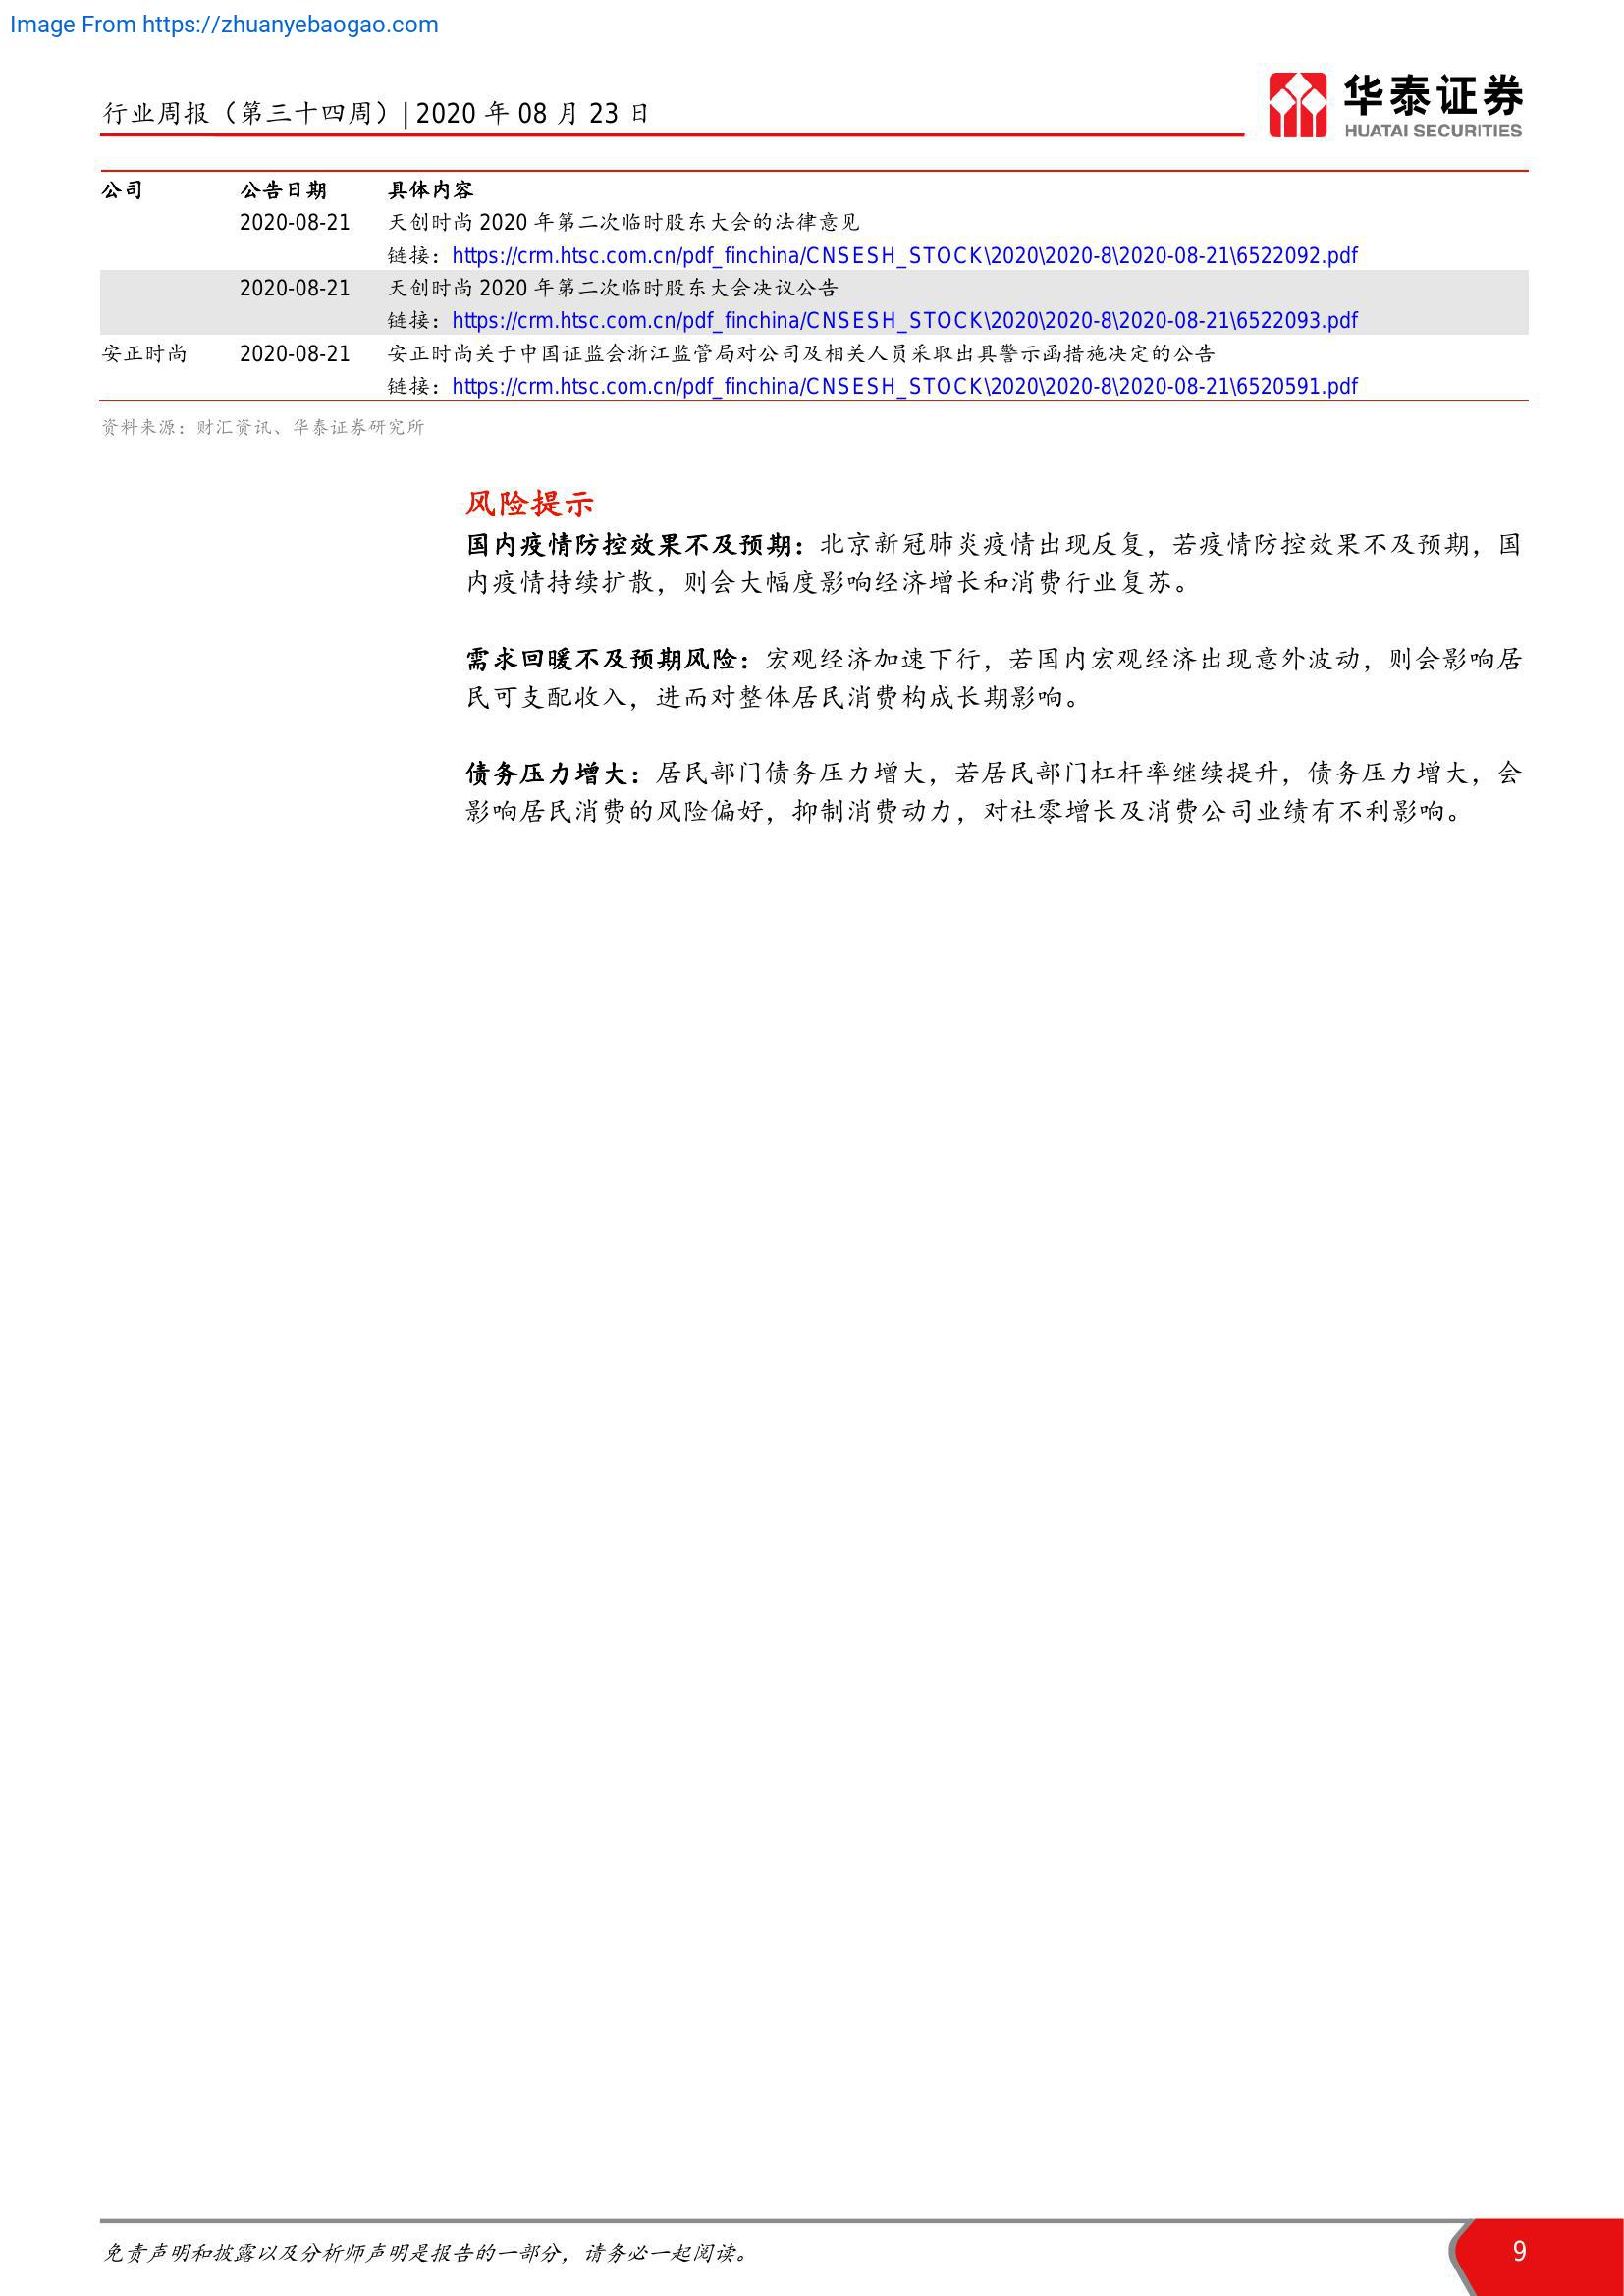 Image From https://zhuanyebaogao.com
行业周报（第三十四周）| 2020 年 08 月 23 日
华泰证券
HUATAI SECURITIES
公司 公告日期 具体内容
2020-08-21 天创时尚 2020 年第二次临时股东大会的法律意见
链接：https://crm.htsc.com.cn/pdf_finchina/CNSESH_STOCK\2020\2020-8\2020-08-21\6522092.pdf
2020-08-21 天创时尚 2020 年第二次临时股东大会决议公告
链接：https://crm.htsc.com.cn/pdf_finchina/CNSESH_STOCK\2020\2020-8\2020-08-21\6522093.pdf
安正时尚 2020-08-21 安正时尚关于中国证监会浙江监管局对公司及相关人员采取出具警示函措施决定的公告
链接：https://crm.htsc.com.cn/pdf_finchina/CNSESH_STOCK\2020\2020-8\2020-08-21\6520591.pdf
资料来源：财汇资讯、华泰证券研究所
风险提示
国内疫情防控效果不及预期：北京新冠肺炎疫情出现反复，若疫情防控效果不及预期，国
内疫情持续扩散，则会大幅度影响经济增长和消费行业复苏。
需求回暖不及预期风险：宏观经济加速下行，若国内宏观经济出现意外波动，则会影响居
民可支配收入，进而对整体居民消费构成长期影响。
债务压力增大：居民部门债务压力增大，若居民部门杠杆率继续提升，债务压力增大，会
影响居民消费的风险偏好，抑制消费动力，对社零增长及消费公司业绩有不利影响。
免责声明和披露以及分析师声明是报告的一部分，请务必一起阅读。
9